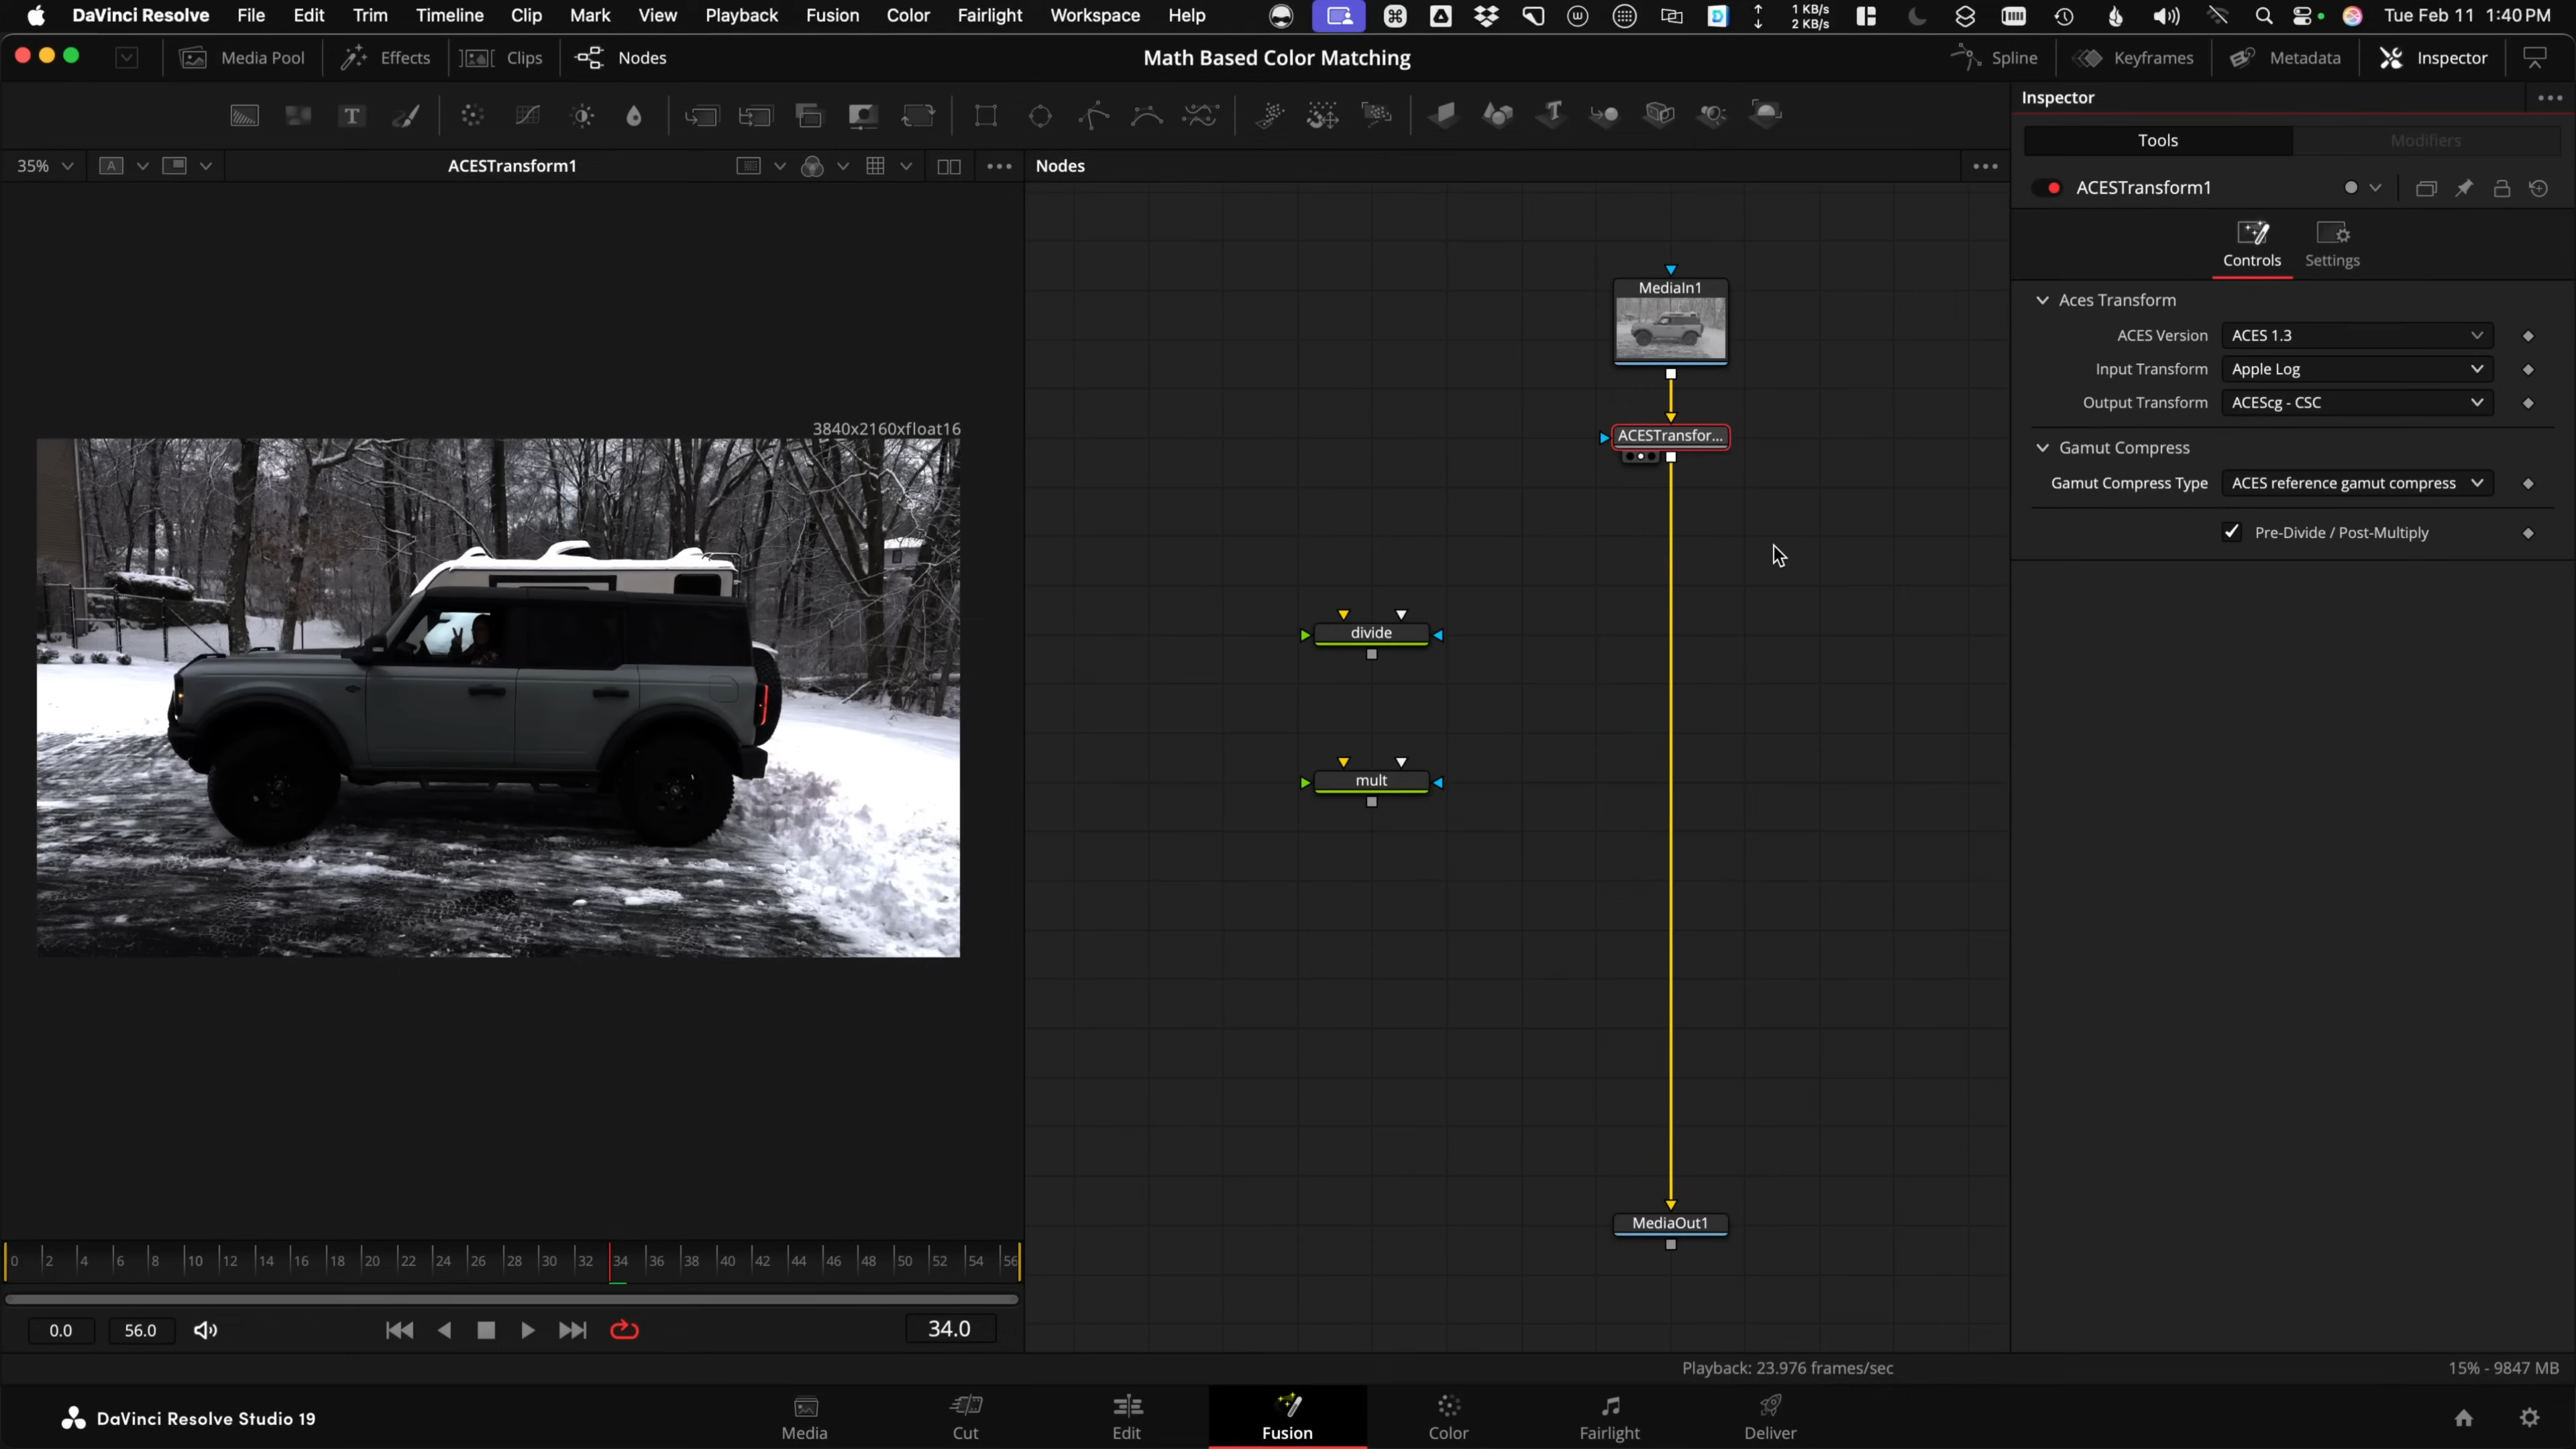 DaVinci Resolve File Edit Trim Timeline Clip Mark View Playback Fusion Color Fairlight Workspace Help 1 KB/s 2 KB/s Tue Feb 11 1:40 PM
Media Pool Effects Clips Nodes Math Based Color Matching Spline Keyframes Metadata Inspector
Inspector
Tools Modifiers
35% A ACESTransform1 Nodes
ACESTransform1
Controls Settings
Aces Transform
ACES Version ACES 1.3
Input Transform Apple Log
Output Transform ACEScg - CSC
Gamut Compress
Gamut Compress Type ACES reference gamut compress
Pre-Divide / Post-Multiply
MediaIn1
ACESTransfor...
3840x2160xfloat16
divide
mult
MediaOut1
0 2 4 6 8 10 12 14 16 18 20 22 24 26 28 30 32 34 36 38 40 42 44 46 48 50 52 54 56
0.0 56.0 34.0
Playback: 23.976 frames/sec 15% - 9847 MB
DaVinci Resolve Studio 19 Media Cut Edit Fusion Color Fairlight Deliver